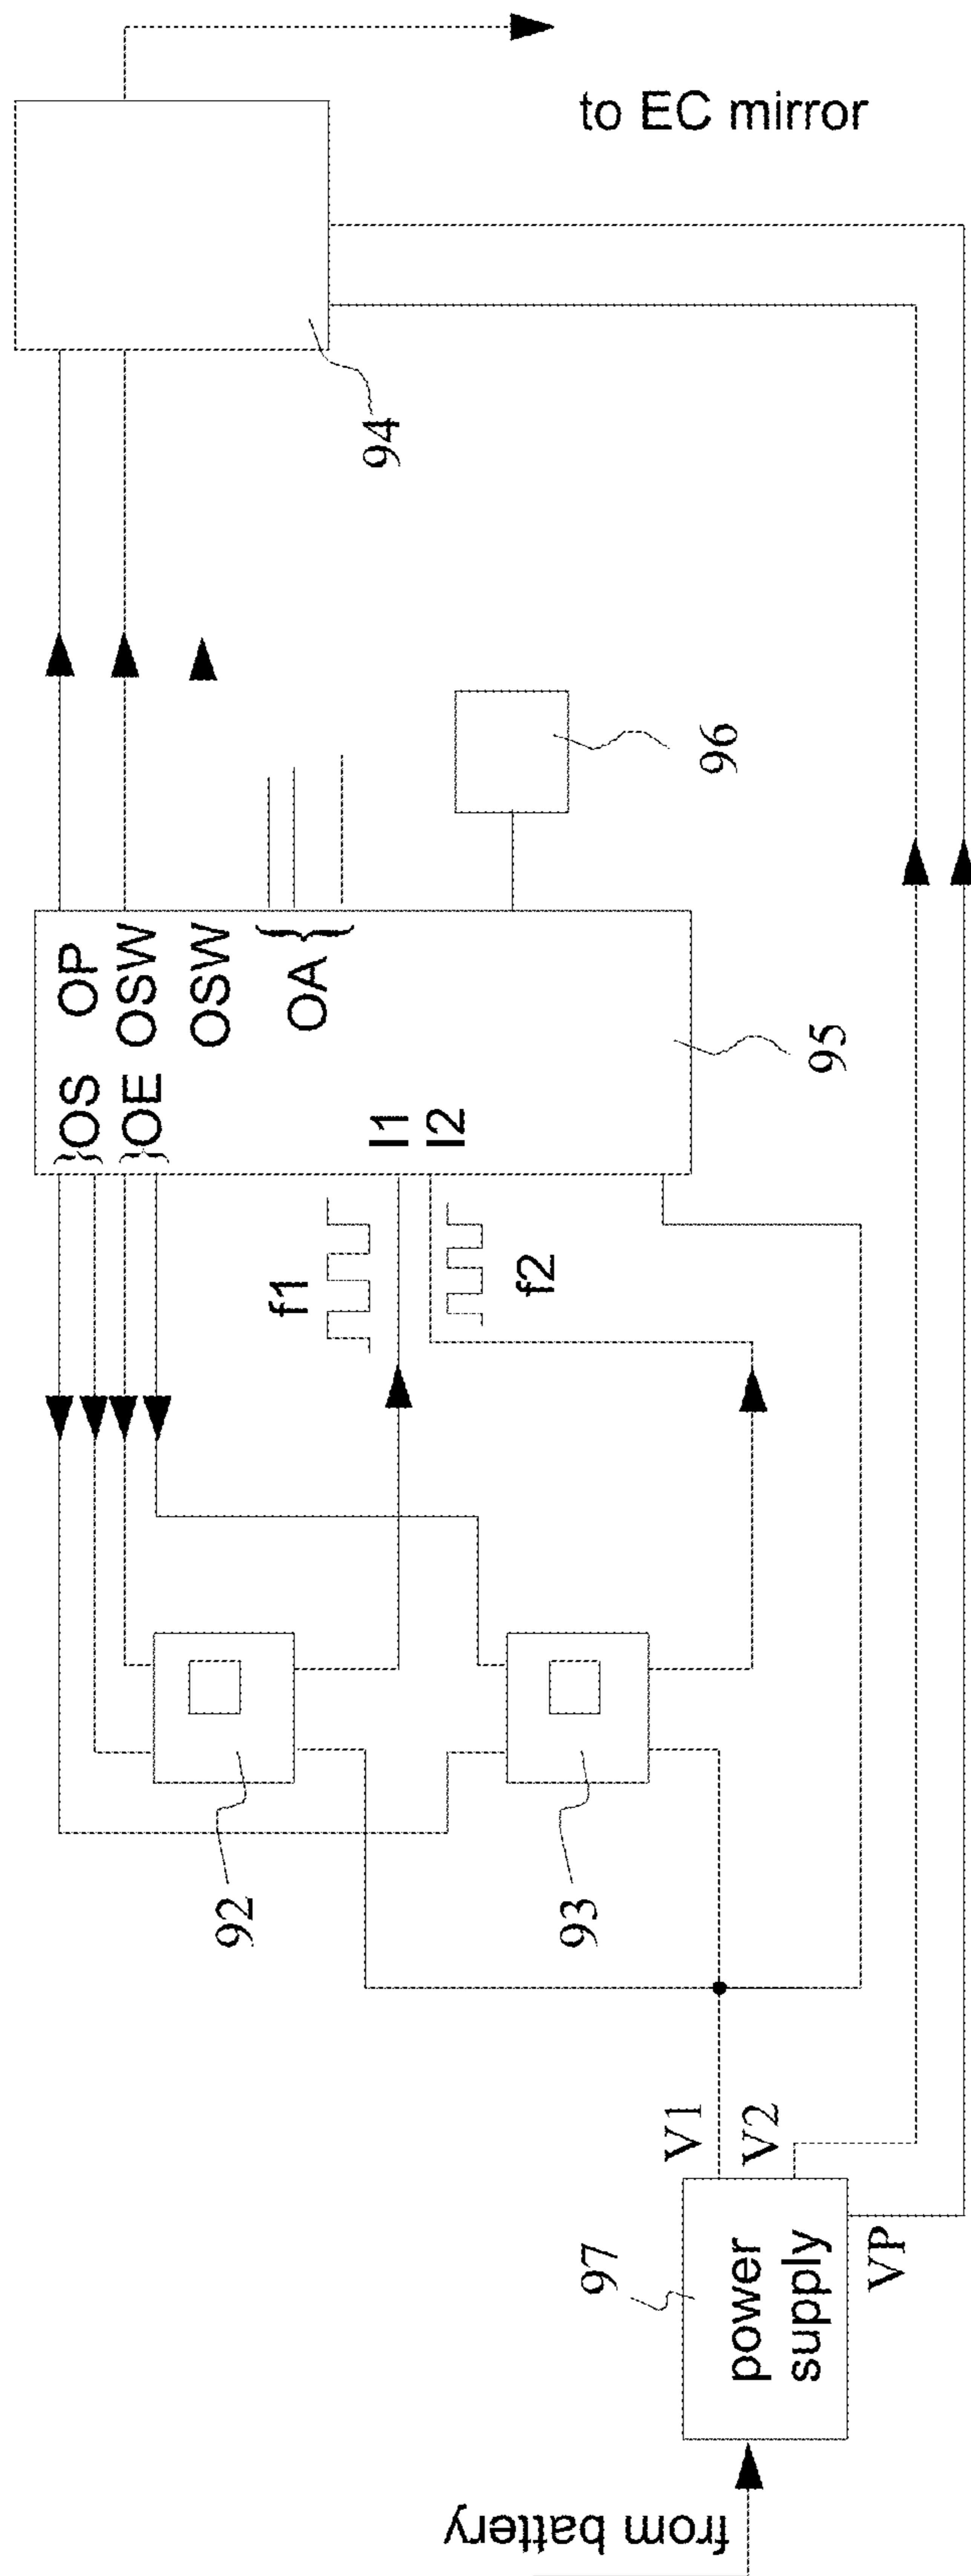 to EC mirror
94
96
}OS OP
}OE OSW
OSW
OA {
I1
I2
95
f1
f2
92
93
V1
V2
97
power
supply
VP
from battery